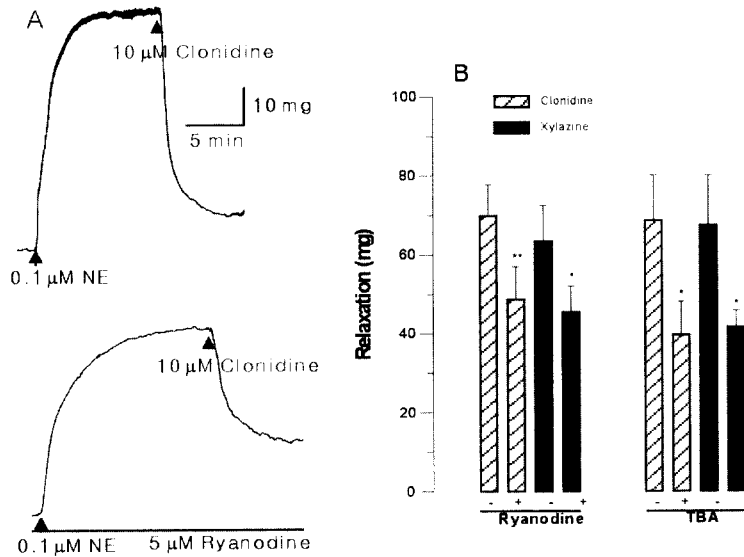 A
10 μM Clonidine
10 mg
5 min
0.1 μM NE
10 μM Clonidine
0.1 μM NE 5 μM Ryanodine
B
Clonidine
Xylazine
Relaxation (mg)
100
80
60
40
20
0
** * * *
- + - + - + -
Ryanodine TBA